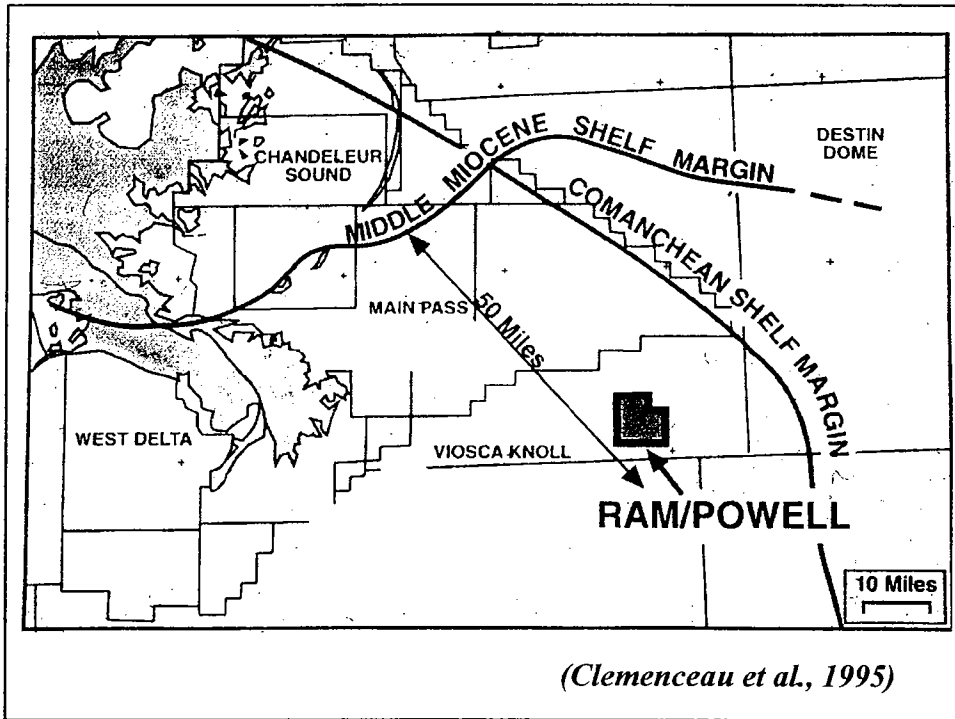 CHANDELEUR
SOUND
MIDDLE MIOCENE SHELF MARGIN
DESTIN
DOME
COMANCHEAN SHELF MARGIN
MAIN PASS
50 Miles
WEST DELTA
VIOSCA KNOLL
RAM/POWELL
10 Miles
(Clemenceau et al., 1995)